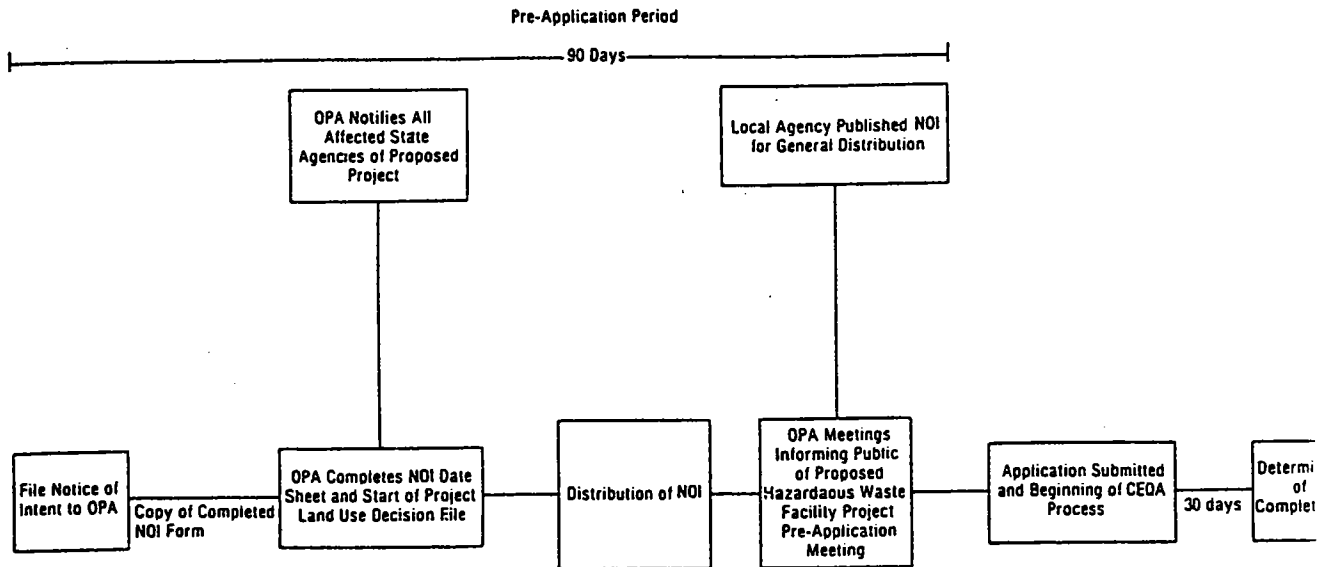 Pre-Application Period
90 Days
OPA Notifies All
Affected State
Agencies of Proposed
Project
Local Agency Published NOI
for General Distribution
File Notice of
Intent to OPA
Copy of Completed
NOI Form
OPA Completes NOI Date
Sheet and Start of Project
Land Use Decision File
Distribution of NOI
OPA Meetings
Informing Public
of Proposed
Hazardaous Waste
Facility Project
Pre-Application
Meeting
Application Submitted
and Beginning of CEQA
Process
30 days
Determi
of
Complet